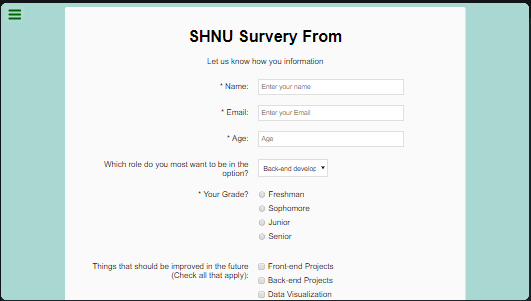 SHNU Survery From
Let us know how you information
* Name:
Enter your name
* Email:
Enter your Email
* Age:
Age
Which role do you most want to be in the
option?
Back-end develop
* Your Grade?
Freshman
Sophomore
Junior
Senior
Things that should be improved in the future
(Check all that apply):
Front-end Projects
Back-end Projects
Data Visualization